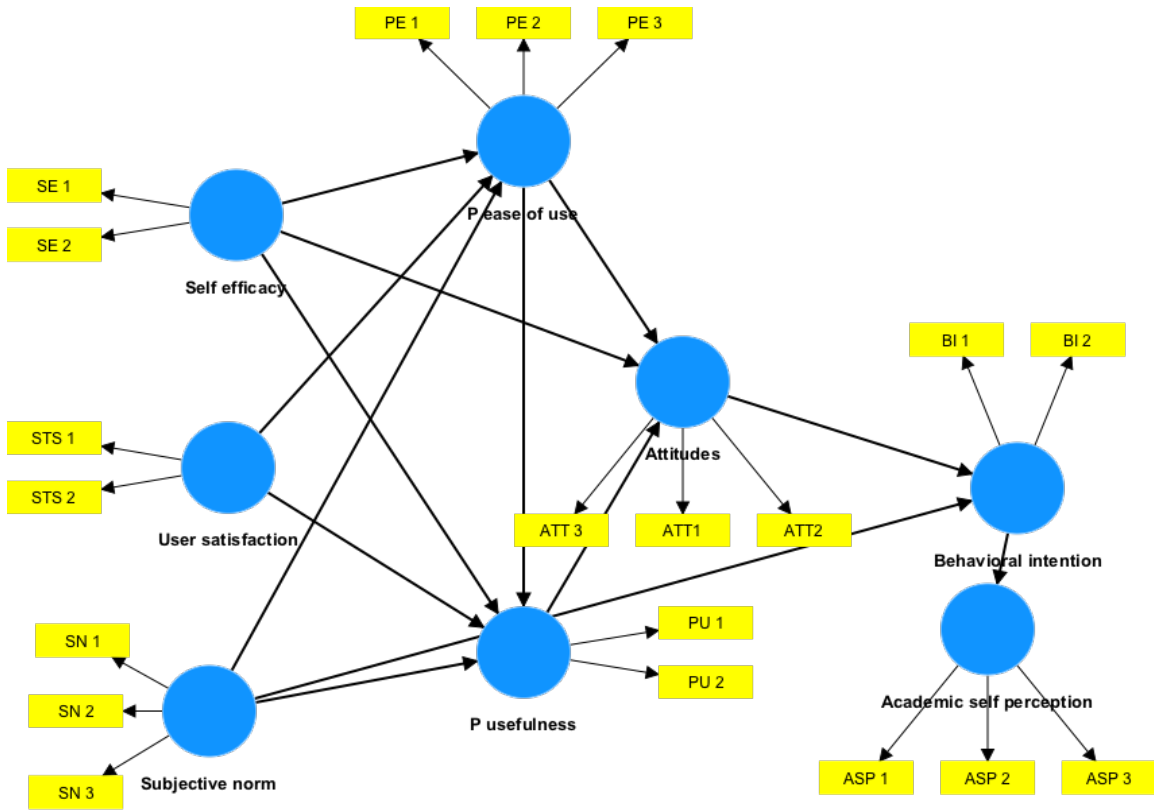 PE 1
PE 2
PE 3
SE 1
SE 2
P ease of use
Self efficacy
BI 1
BI 2
STS 1
STS 2
Attitudes
User satisfaction
ATT 3
ATT1
ATT2
Behavioral intention
SN 1
SN 2
SN 3
PU 1
PU 2
P usefulness
Subjective norm
Academic self perception
ASP 1
ASP 2
ASP 3